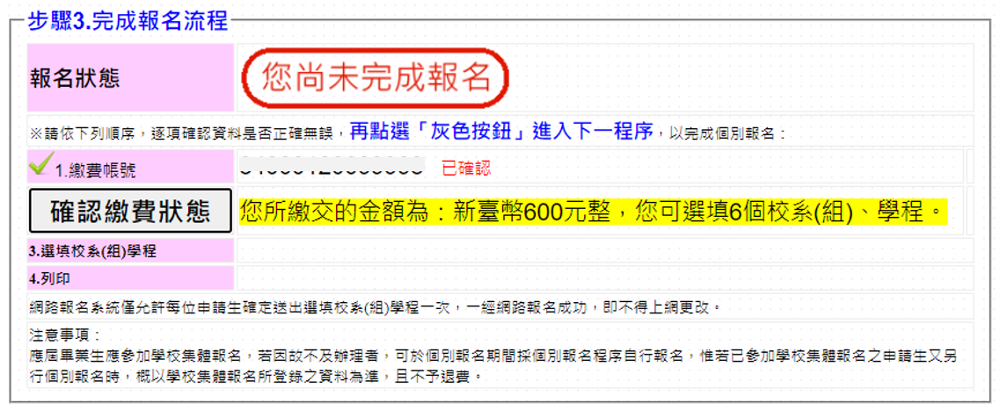 步驟3.完成報名流程
報名狀態
您尚未完成報名
※請依下列順序，逐項確認資料是否正確無誤，再點選「灰色按鈕」進入下一程序，以完成個別報名：
1.繳費帳號
已確認
確認繳費狀態
您所繳交的金額為：新臺幣600元整，您可選填6個校系(組)、學程。
3.選填校系(組)學程
4.列印
網路報名系統僅允許每位申請生確定送出選填校系(組)學程一次，一經網路報名成功，即不得上網更改。
注意事項：
應屆畢業生應參加學校集體報名，若因故不及辦理者，可於個別報名期間採個別報名程序自行報名，惟若已參加學校集體報名之申請生又另
行個別報名時，概以學校集體報名所登錄之資料為準，且不予退費。